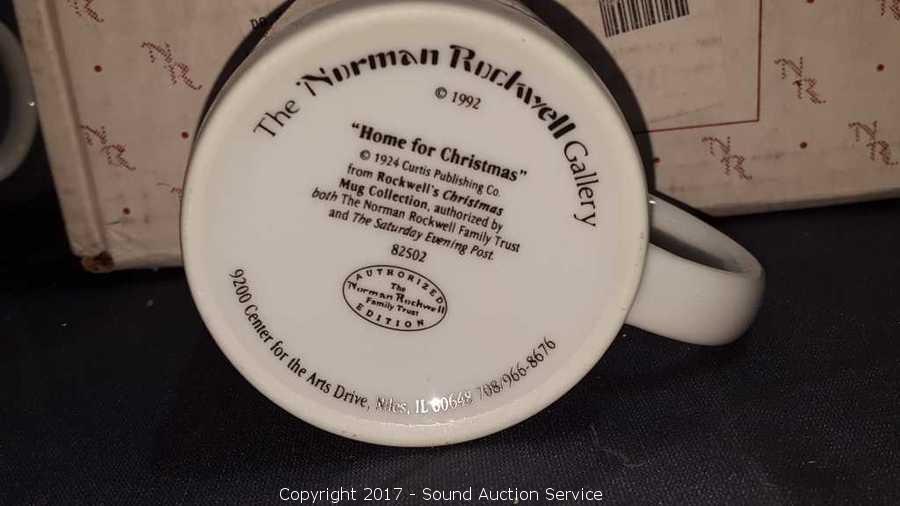 The Norman Rockwell Gallery
© 1992
“Home for Christmas”
© 1924 Curtis Publishing Co.
from Rockwell's Christmas
Mug Collection, authorized by
both The Norman Rockwell Family Trust
and The Saturday Evening Post.
82502
AUTHORIZED
The
Norman Rockwell
Family Trust
EDITION
9200 Center for the Arts Drive, Niles, IL 60648 708/966-8676
Copyright 2017 - Sound Auction Service